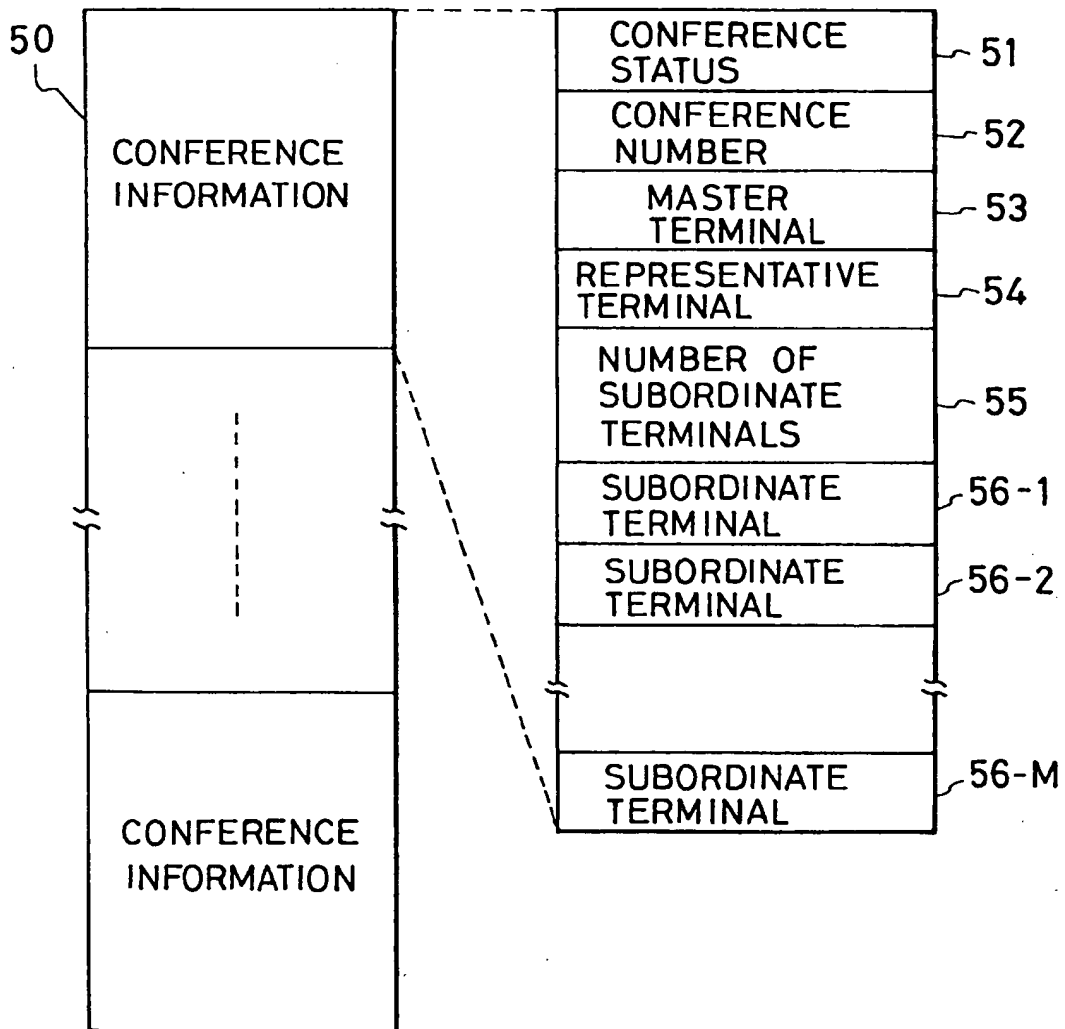 50
CONFERENCE
INFORMATION
CONFERENCE
INFORMATION
CONFERENCE
STATUS
51
CONFERENCE
NUMBER
52
MASTER
TERMINAL
53
REPRESENTATIVE
TERMINAL
54
NUMBER OF
SUBORDINATE
TERMINALS
55
SUBORDINATE
TERMINAL
56-1
SUBORDINATE
TERMINAL
56-2
SUBORDINATE
TERMINAL
56-M